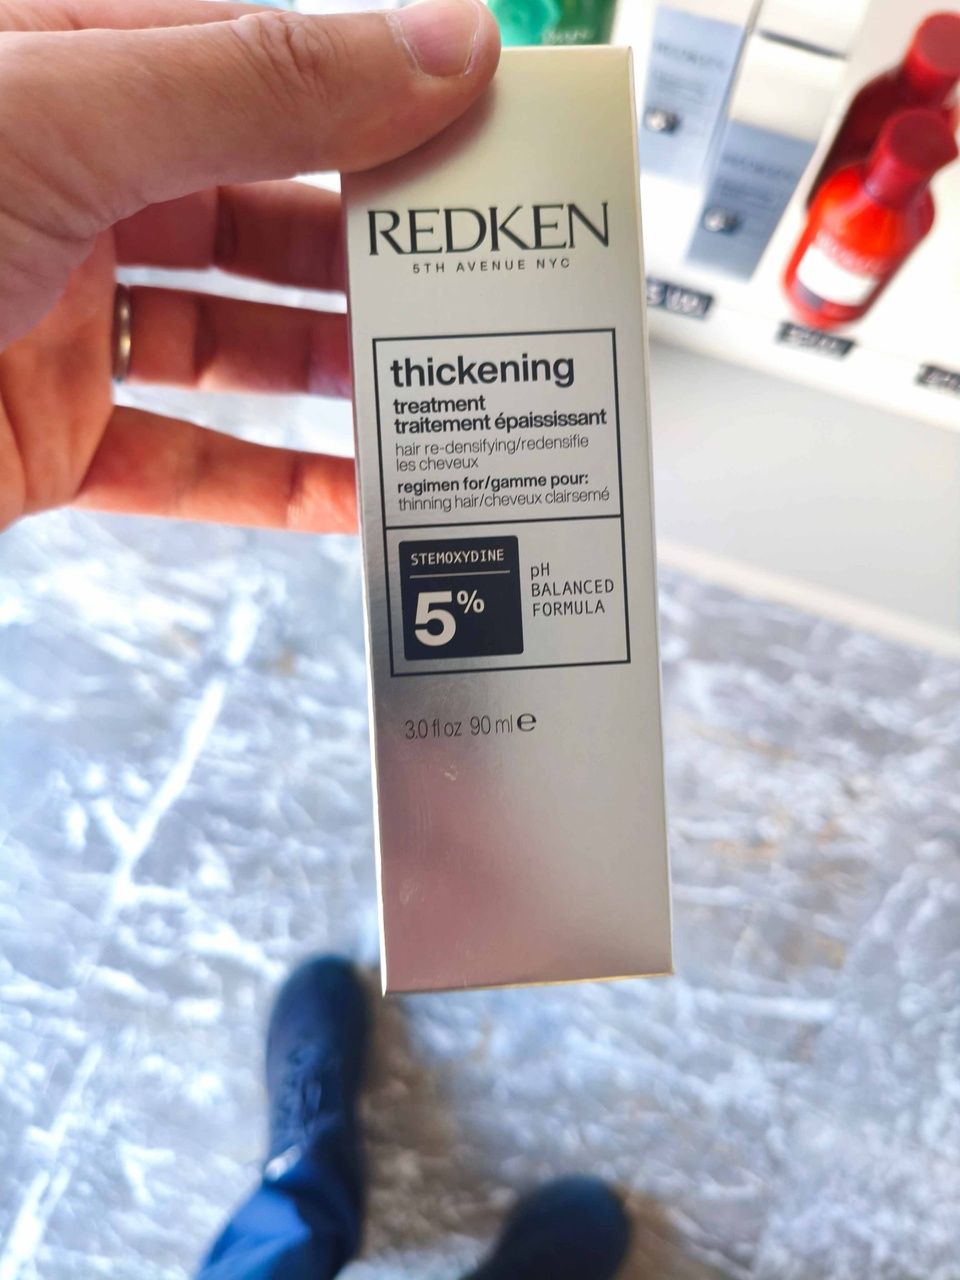 REDKEN
5TH AVENUE NYC
thickening
treatment
traitement épaississant
hair re-densifying/redensifie
les cheveux
regimen for/gamme pour:
thinning hair/cheveux clairsemé
STEMOXYDINE
5%
pH
BALANCED
FORMULA
3.0 fl oz 90 ml e